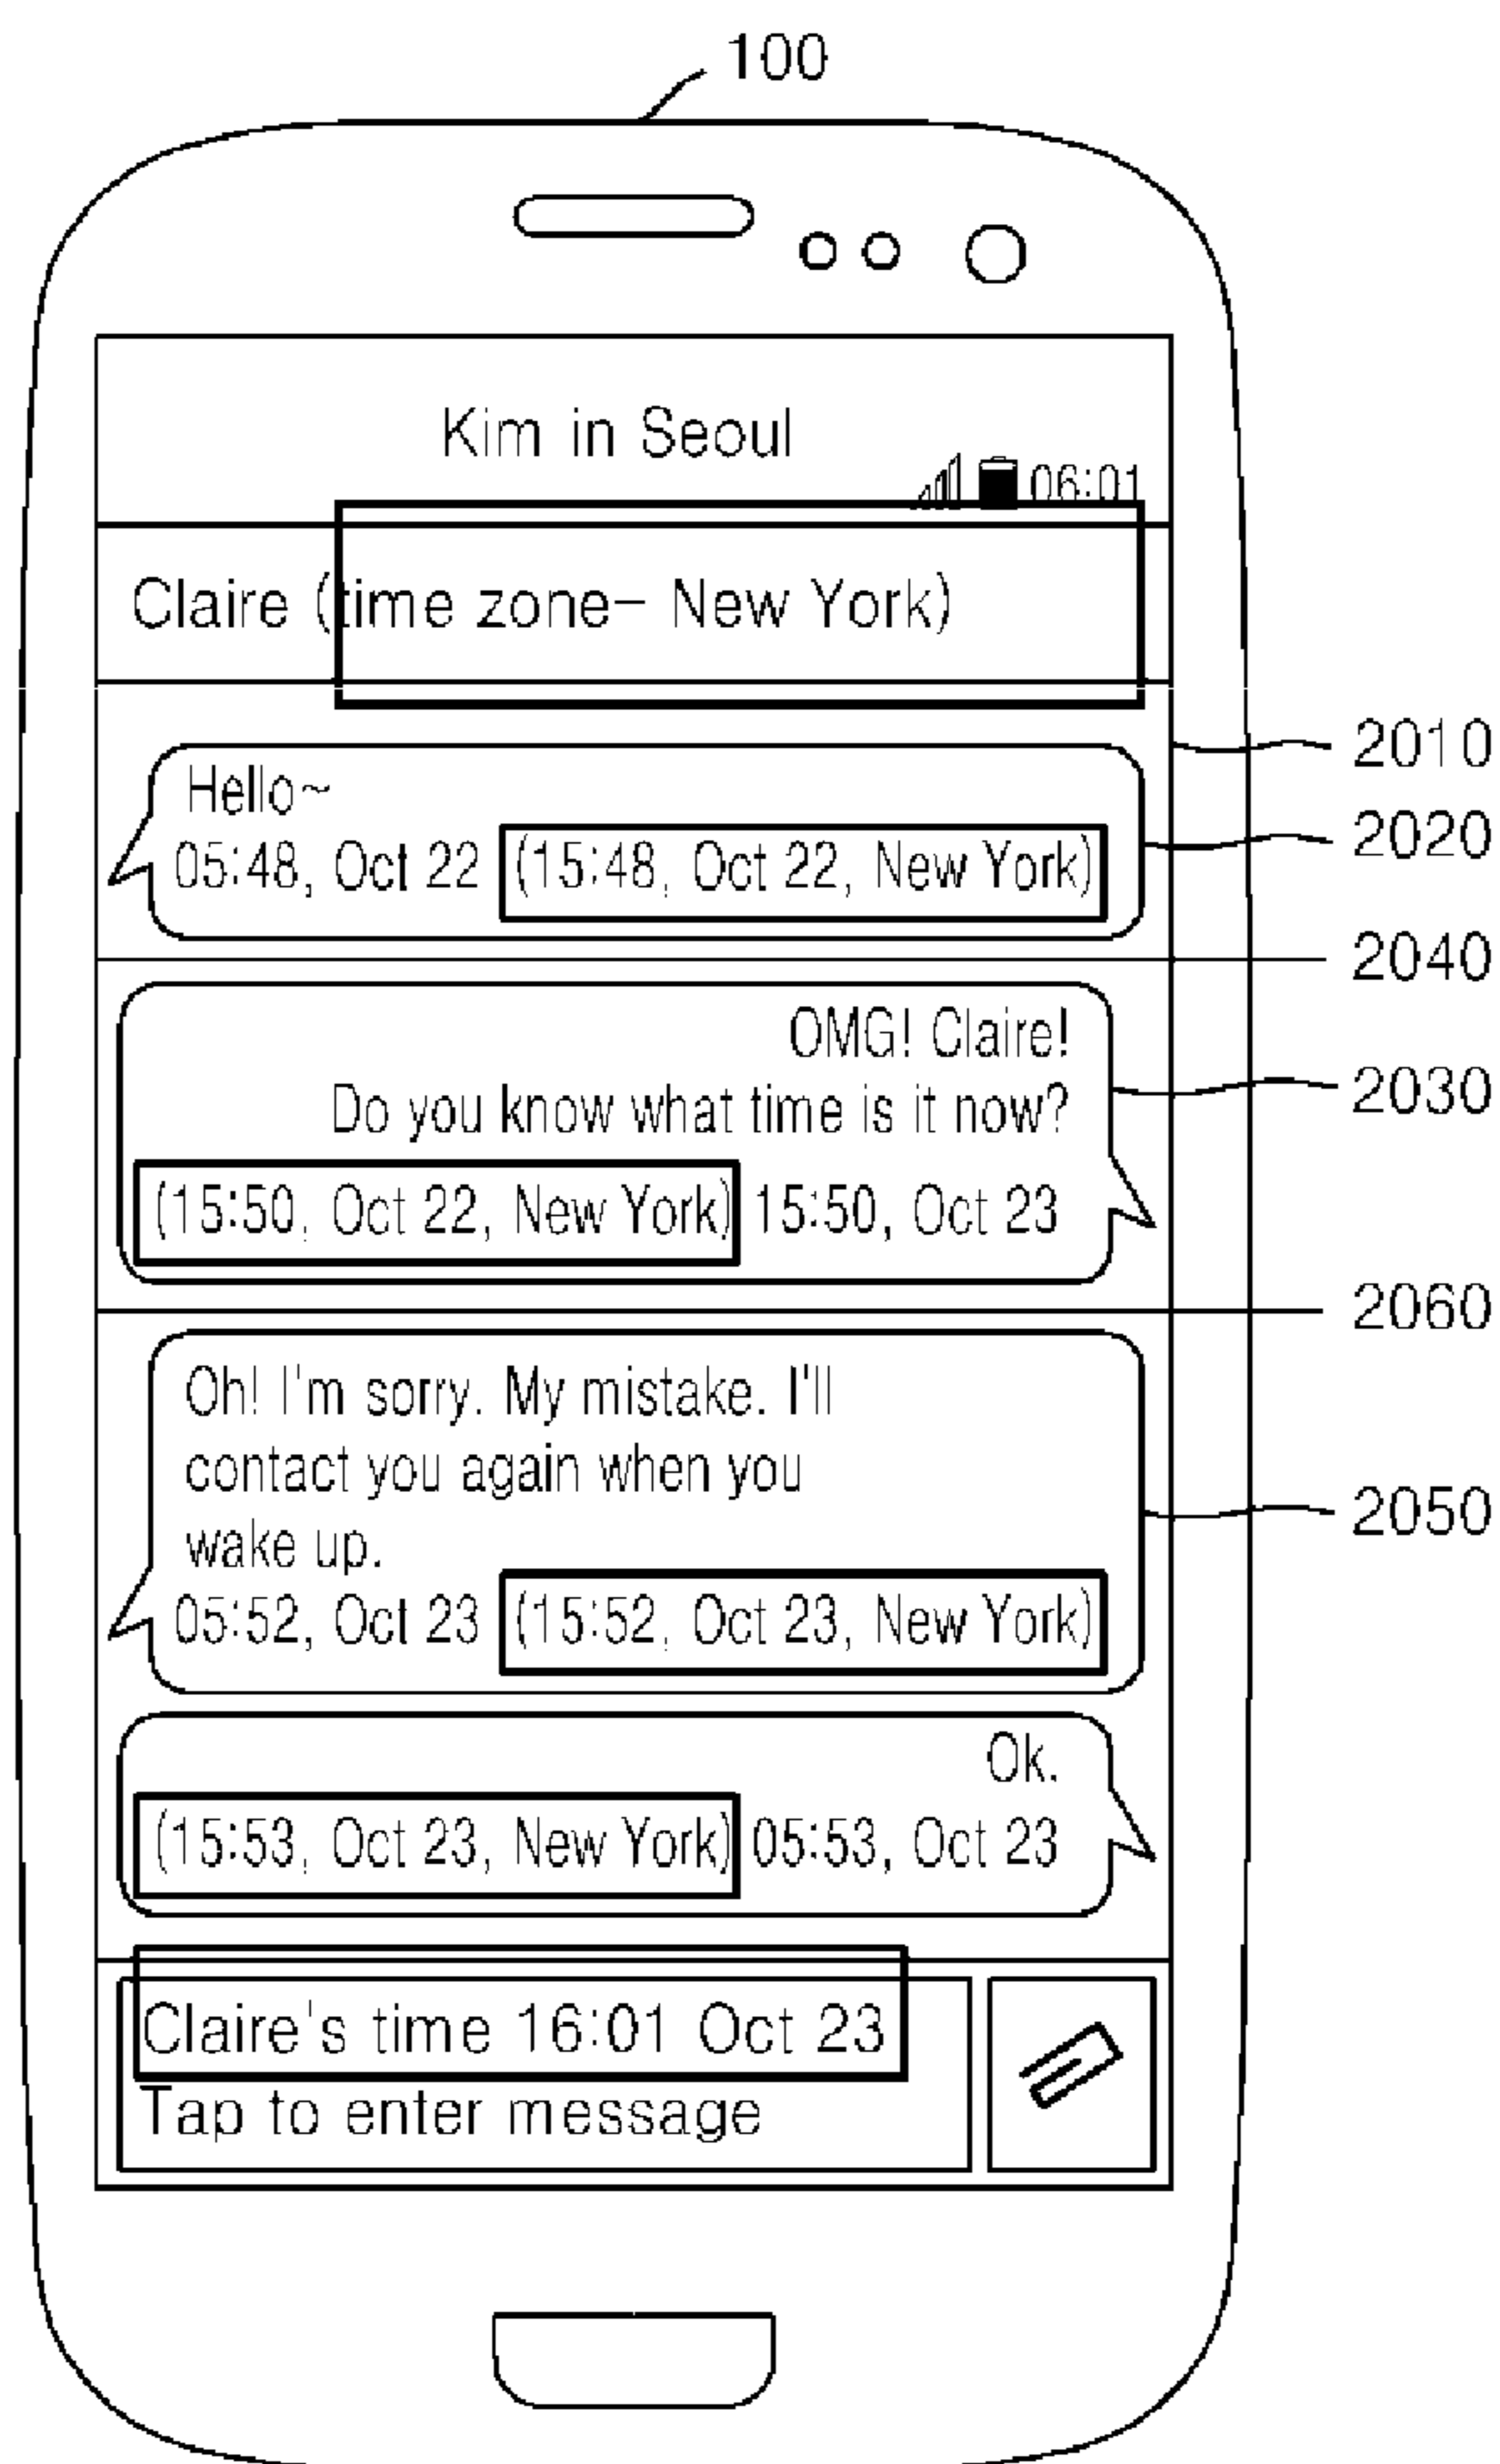 100
Kim in Seoul
06:01
Claire (time zone- New York)
2010
Hello~
2020
05:48, Oct 22 (15:48, Oct 22, New York)
2040
OMG! Claire!
2030
Do you know what time is it now?
(15:50, Oct 22, New York) 15:50, Oct 23
2060
Oh! I'm sorry. My mistake. I'll
contact you again when you
2050
wake up.
05:52, Oct 23 (15:52, Oct 23, New York)
Ok.
(15:53, Oct 23, New York) 05:53, Oct 23
Claire's time 16:01 Oct 23
Tap to enter message